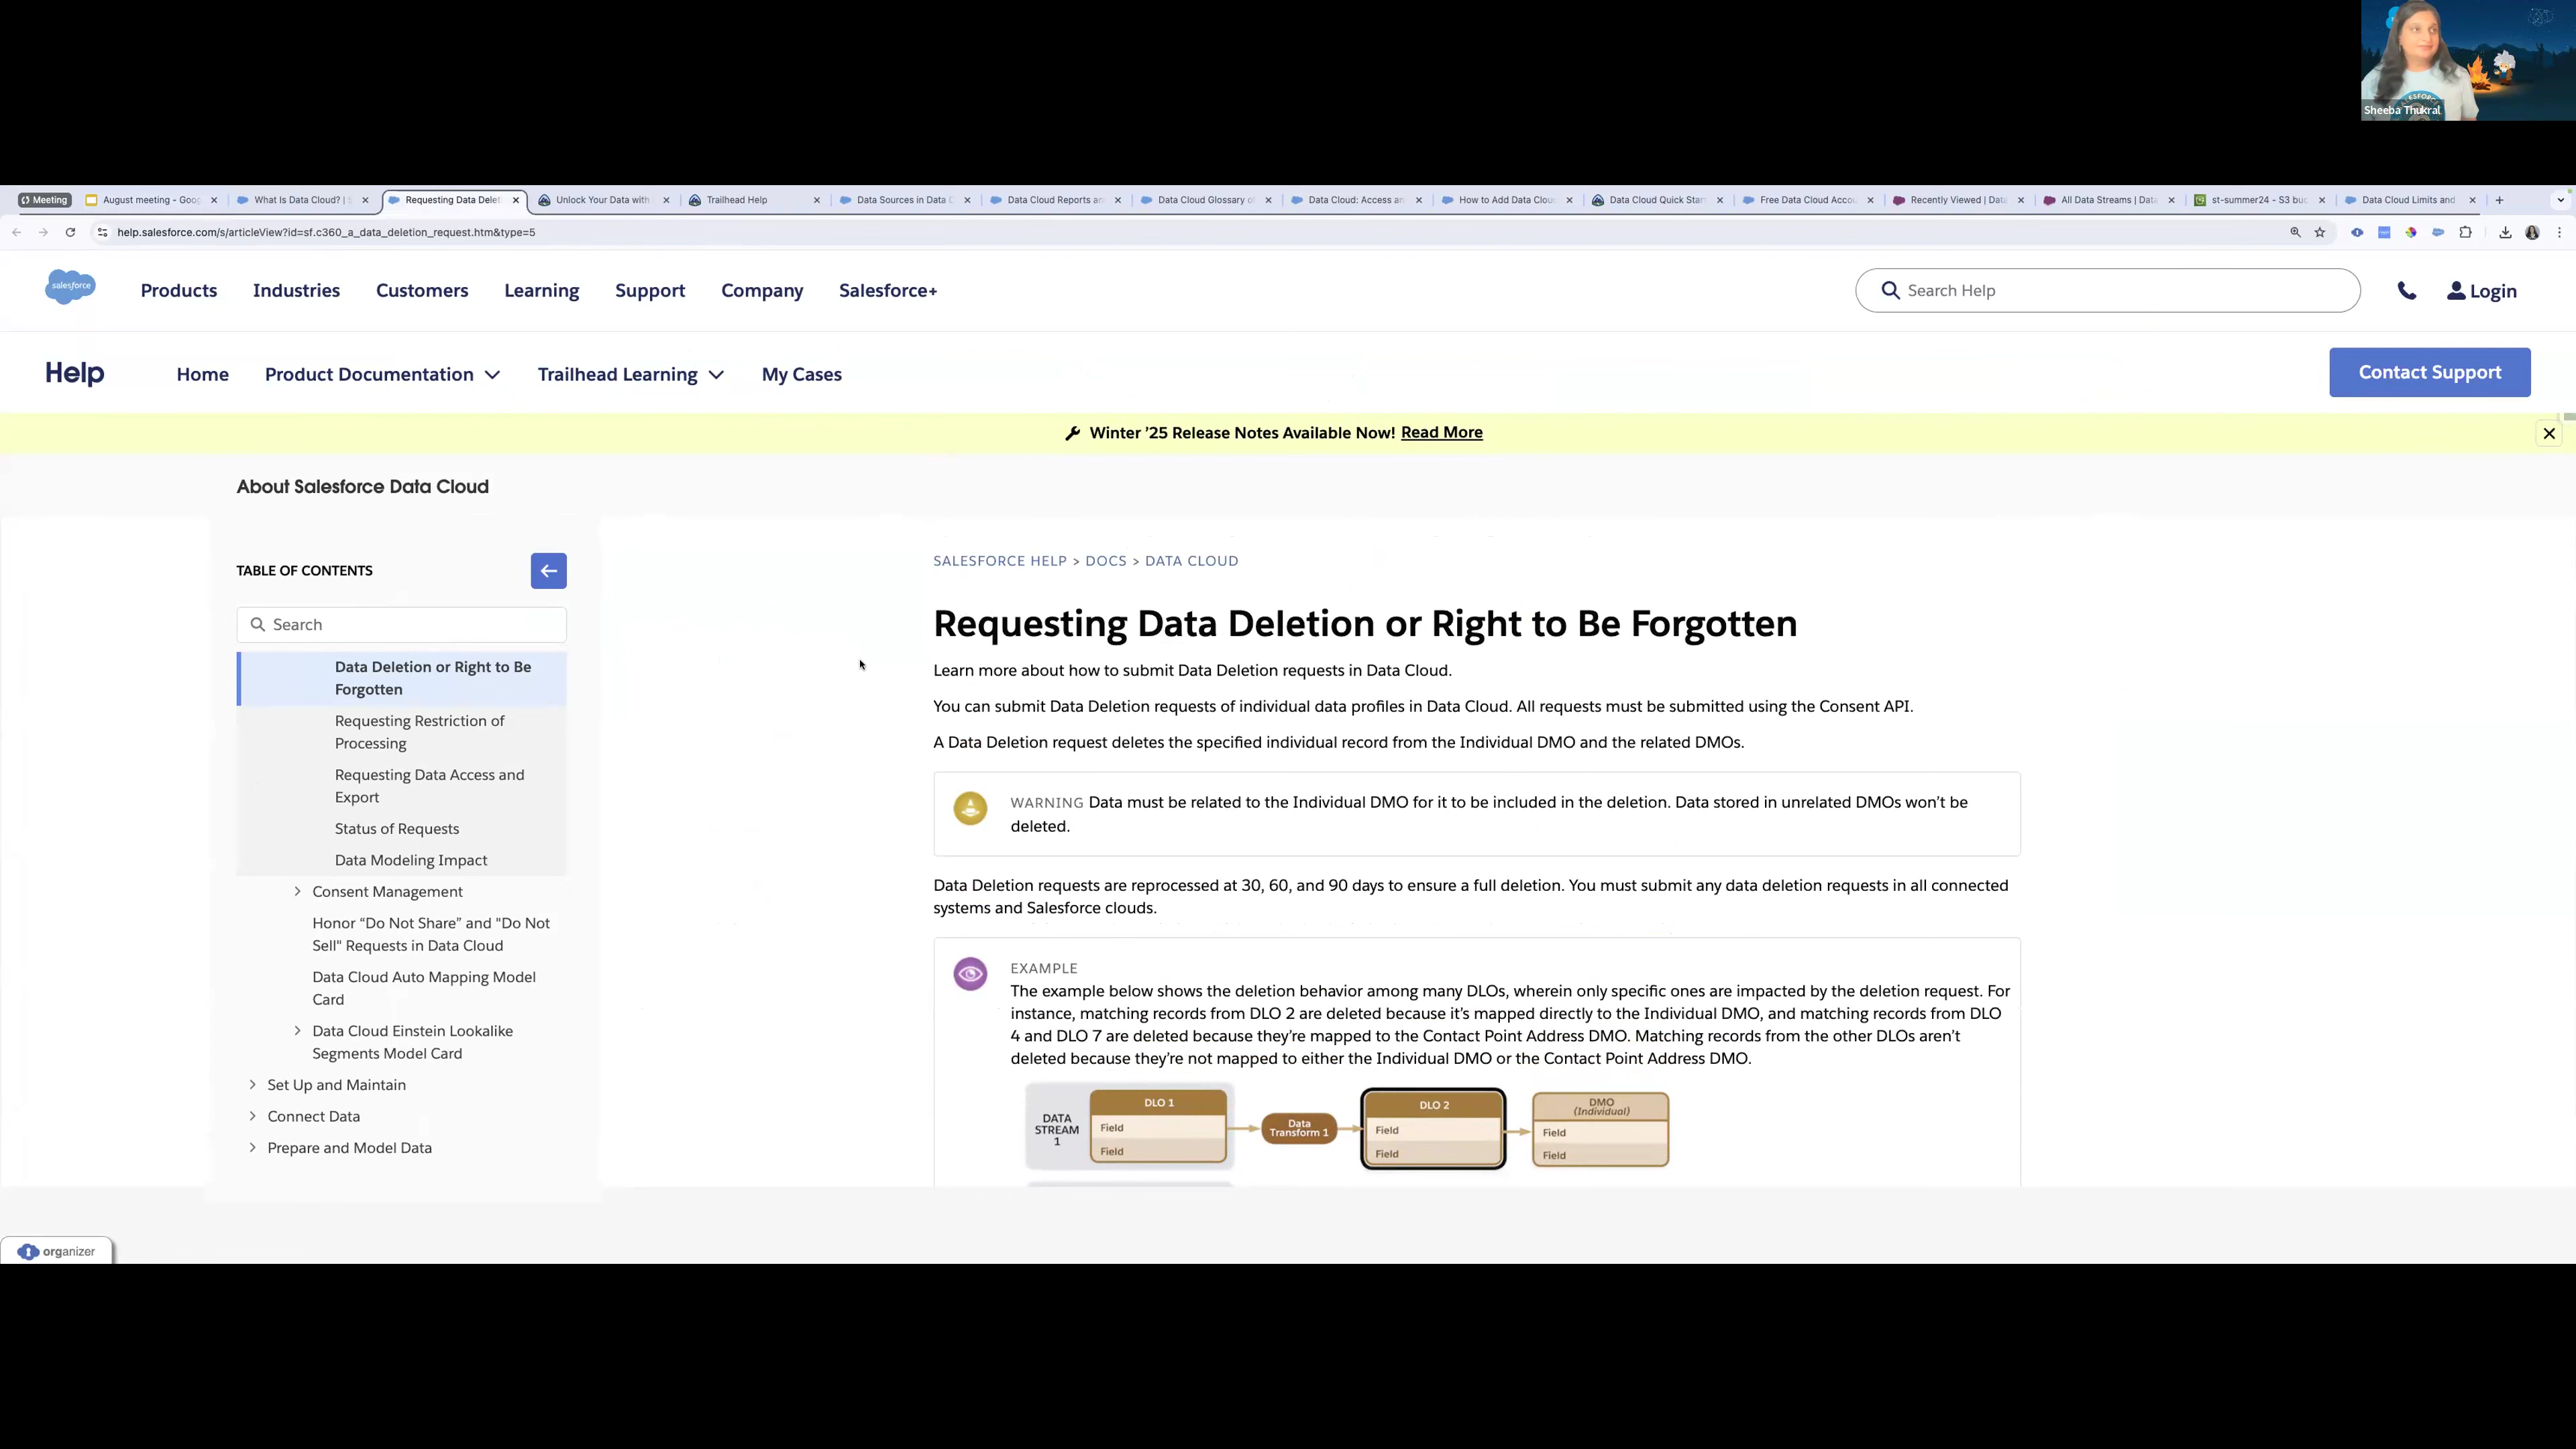 Sheeba Thukral
Meeting
August meeting - Goog
What Is Data Cloud? | S
Requesting Data Delet
Unlock Your Data with
Trailhead Help
Data Sources in Data C
Data Cloud Reports an
Data Cloud Glossary o
Data Cloud: Access an
How to Add Data Clou
Data Cloud Quick Star
Free Data Cloud Accou
Recently Viewed | Data
All Data Streams | Data
st-summer24 - S3 buc
Data Cloud Limits and
help.salesforce.com/s/articleView?id=sf.c360_a_data_deletion_request.htm&type=5
salesforce
Products Industries Customers Learning Support Company Salesforce+
Search Help
Login
Help Home Product Documentation Trailhead Learning My Cases
Contact Support
Winter ’25 Release Notes Available Now! Read More
About Salesforce Data Cloud
TABLE OF CONTENTS
Search
Data Deletion or Right to Be
Forgotten
Requesting Restriction of
Processing
Requesting Data Access and
Export
Status of Requests
Data Modeling Impact
Consent Management
Honor “Do Not Share” and "Do Not
Sell" Requests in Data Cloud
Data Cloud Auto Mapping Model
Card
Data Cloud Einstein Lookalike
Segments Model Card
Set Up and Maintain
Connect Data
Prepare and Model Data
SALESFORCE HELP > DOCS > DATA CLOUD
Requesting Data Deletion or Right to Be Forgotten
Learn more about how to submit Data Deletion requests in Data Cloud.
You can submit Data Deletion requests of individual data profiles in Data Cloud. All requests must be submitted using the Consent API.
A Data Deletion request deletes the specified individual record from the Individual DMO and the related DMOs.
WARNING Data must be related to the Individual DMO for it to be included in the deletion. Data stored in unrelated DMOs won’t be
deleted.
Data Deletion requests are reprocessed at 30, 60, and 90 days to ensure a full deletion. You must submit any data deletion requests in all connected
systems and Salesforce clouds.
EXAMPLE
The example below shows the deletion behavior among many DLOs, wherein only specific ones are impacted by the deletion request. For
instance, matching records from DLO 2 are deleted because it’s mapped directly to the Individual DMO, and matching records from DLO
4 and DLO 7 are deleted because they’re mapped to the Contact Point Address DMO. Matching records from the other DLOs aren’t
deleted because they’re not mapped to either the Individual DMO or the Contact Point Address DMO.
DATA
STREAM
1
DLO 1
Field
Field
Data
Transform 1
DLO 2
Field
Field
DMO
(Individual)
Field
Field
organizer